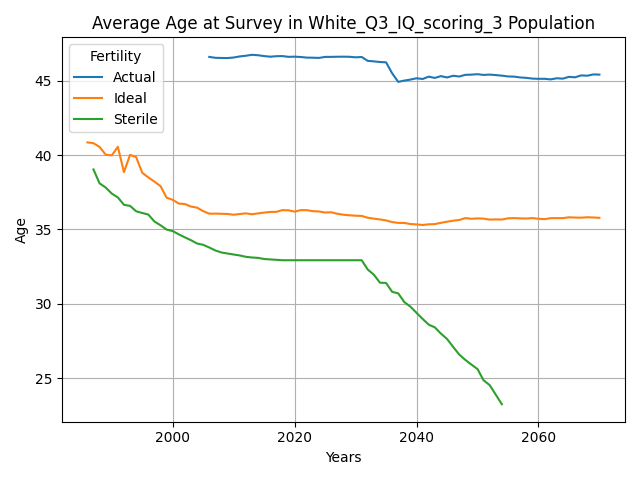 Average Age at Survey in White_Q3_IQ_scoring_3 Population
Fertility
Actual
Ideal
Sterile
Age
45
40
35
30
25
2000
2020
2040
2060
Years